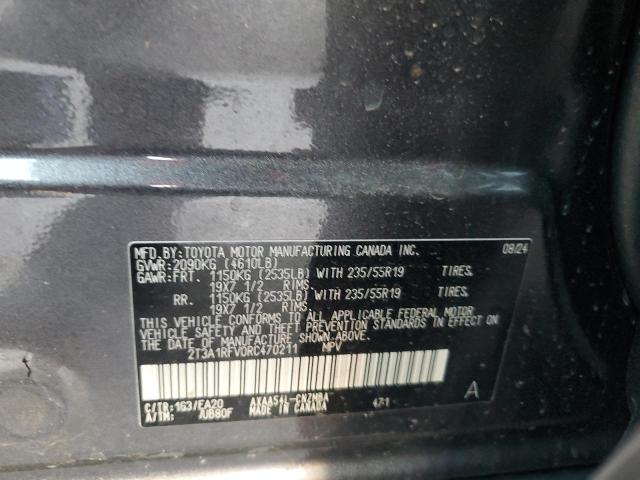 MFD.BY:TOYOTA MOTOR MANUFACTURING CANADA INC. 08/24
GVWR:2090KG (4610LB)
GAWR:FRT. 1150KG (2535LB) WITH 235/55R19 TIRES,
19X7 1/2 RIMS.
RR. 1150KG (2535LB) WITH 235/55R19 TIRES,
19X7 1/2 RIMS.
THIS VEHICLE CONFORMS TO ALL APPLICABLE FEDERAL MOTOR
VEHICLE SAFETY AND THEFT PREVENTION STANDARDS IN EFFECT ON
THE DATE OF MANUFACTURE SHOWN ABOVE.
2T3A1RFV0RC470211 MPV
C/TR:1G3/EA20 AXAA54L-CNZMBA 471 A
A/TM: /UB80F MADE IN CANADA